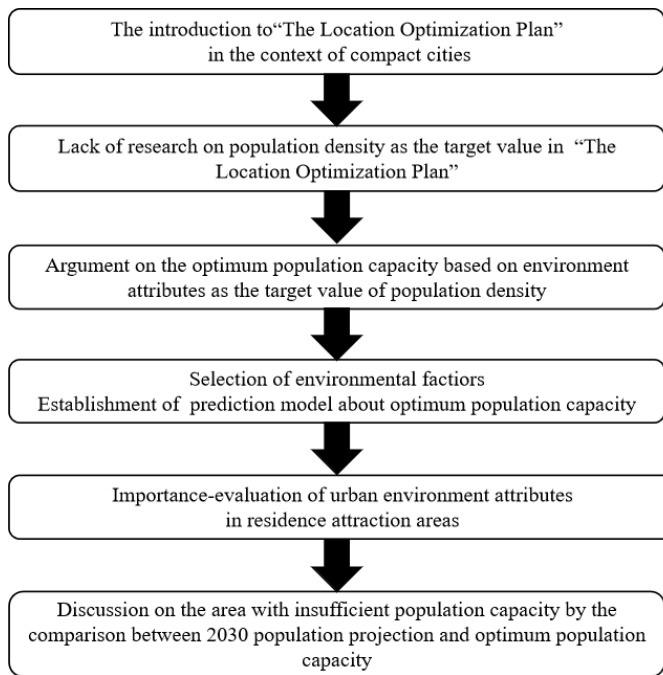 The introduction to“The Location Optimization Plan”
in the context of compact cities
Lack of research on population density as the target value in “The
Location Optimization Plan”
Argument on the optimum population capacity based on environment
attributes as the target value of population density
Selection of environmental factiors
Establishment of prediction model about optimum population capacity
Importance-evaluation of urban environment attributes
in residence attraction areas
Discussion on the area with insufficient population capacity by the
comparison between 2030 population projection and optimum population
capacity